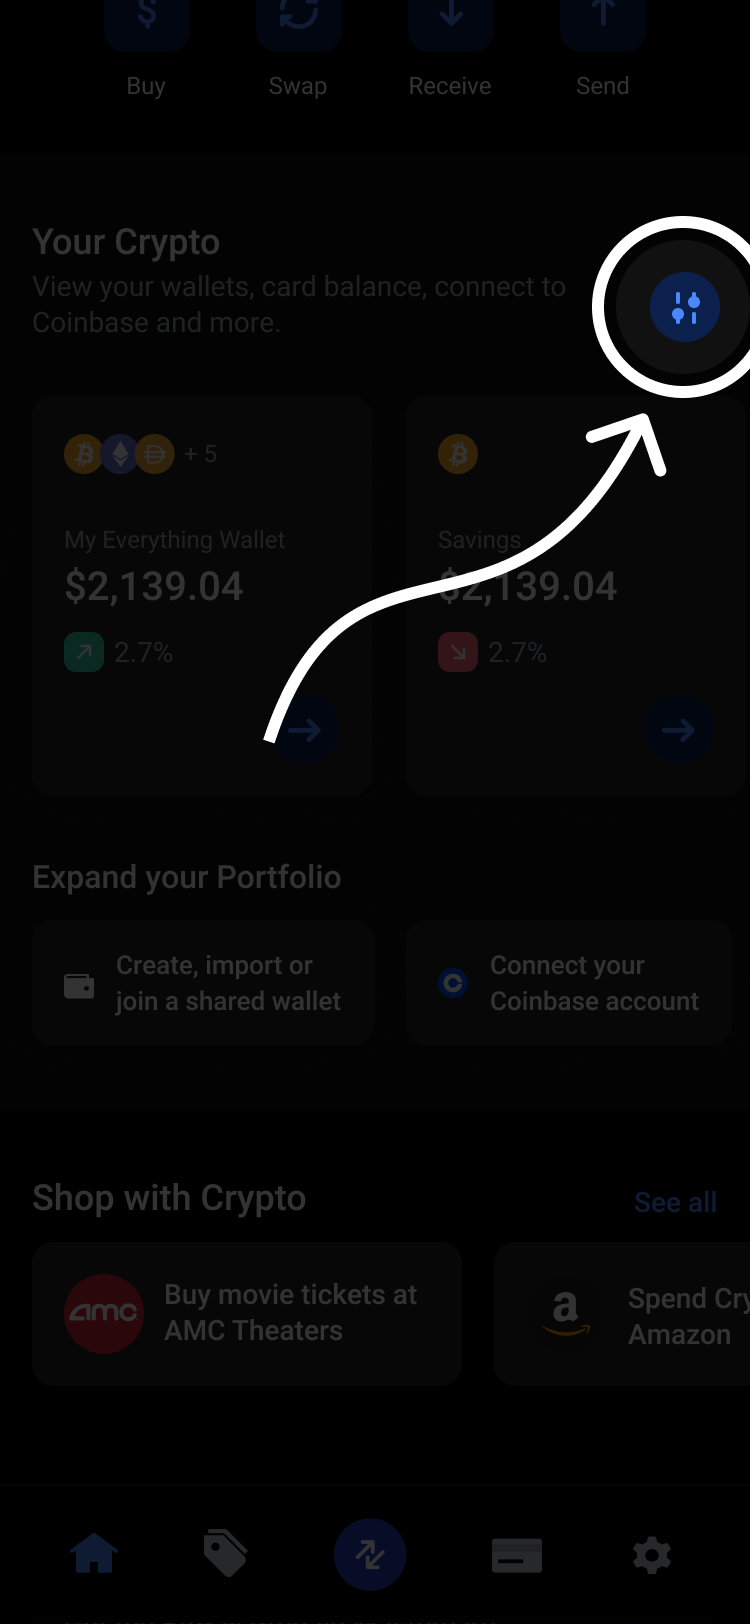 $
Buy Swap Receive Send
Your Crypto
View your wallets, card balance, connect to
Coinbase and more.
+ 5
My Everything Wallet
$2,139.04
2.7%
Savings
$2,139.04
2.7%
Expand your Portfolio
Create, import or
join a shared wallet
Connect your
Coinbase account
Shop with Crypto
See all
amc
Buy movie tickets at
AMC Theaters
a
Spend Cry
Amazon